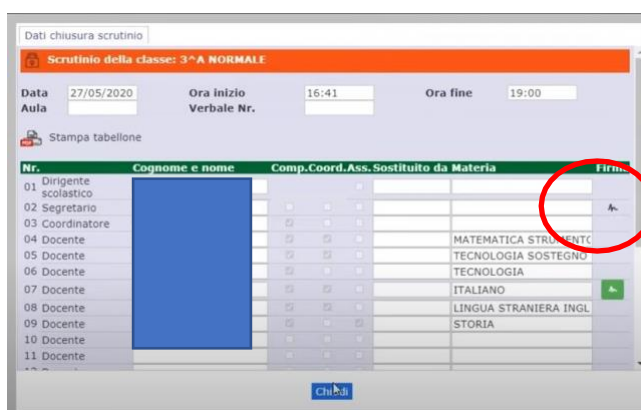 Dati chiusura scrutinio
Scrutinio della classe: 3^A NORMALE
Data 27/05/2020 Ora inizio 16:41 Ora fine 19:00
Aula Verbale Nr.
Stampa tabellone
Nr. Cognome e nome Comp. Coord. Ass. Sostituito da Materia Firma
01 Dirigente scolastico
02 Segretario
03 Coordinatore
04 Docente MATEMATICA STRUMENTO
05 Docente TECNOLOGIA SOSTEGNO
06 Docente TECNOLOGIA
07 Docente ITALIANO
08 Docente LINGUA STRANIERA INGL
09 Docente STORIA
10 Docente
11 Docente
Chiudi